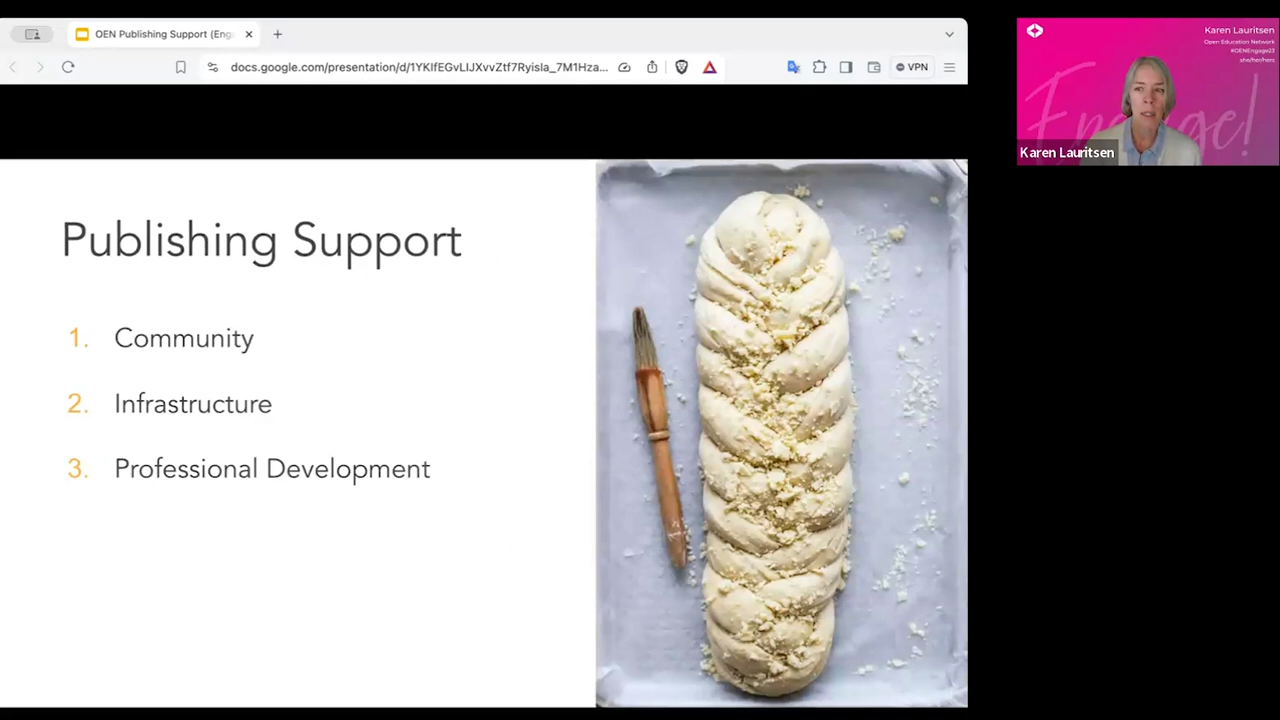 OEN Publishing Support (Eng
docs.google.com/presentation/d/1YKIfEGvLIJXvvZtf7Ryisla_7M1Hza...
VPN
Karen Lauritsen
Open Education Network
#OENEngage23
she/her/hers
Engage!
Karen Lauritsen
Publishing Support
1. Community
2. Infrastructure
3. Professional Development